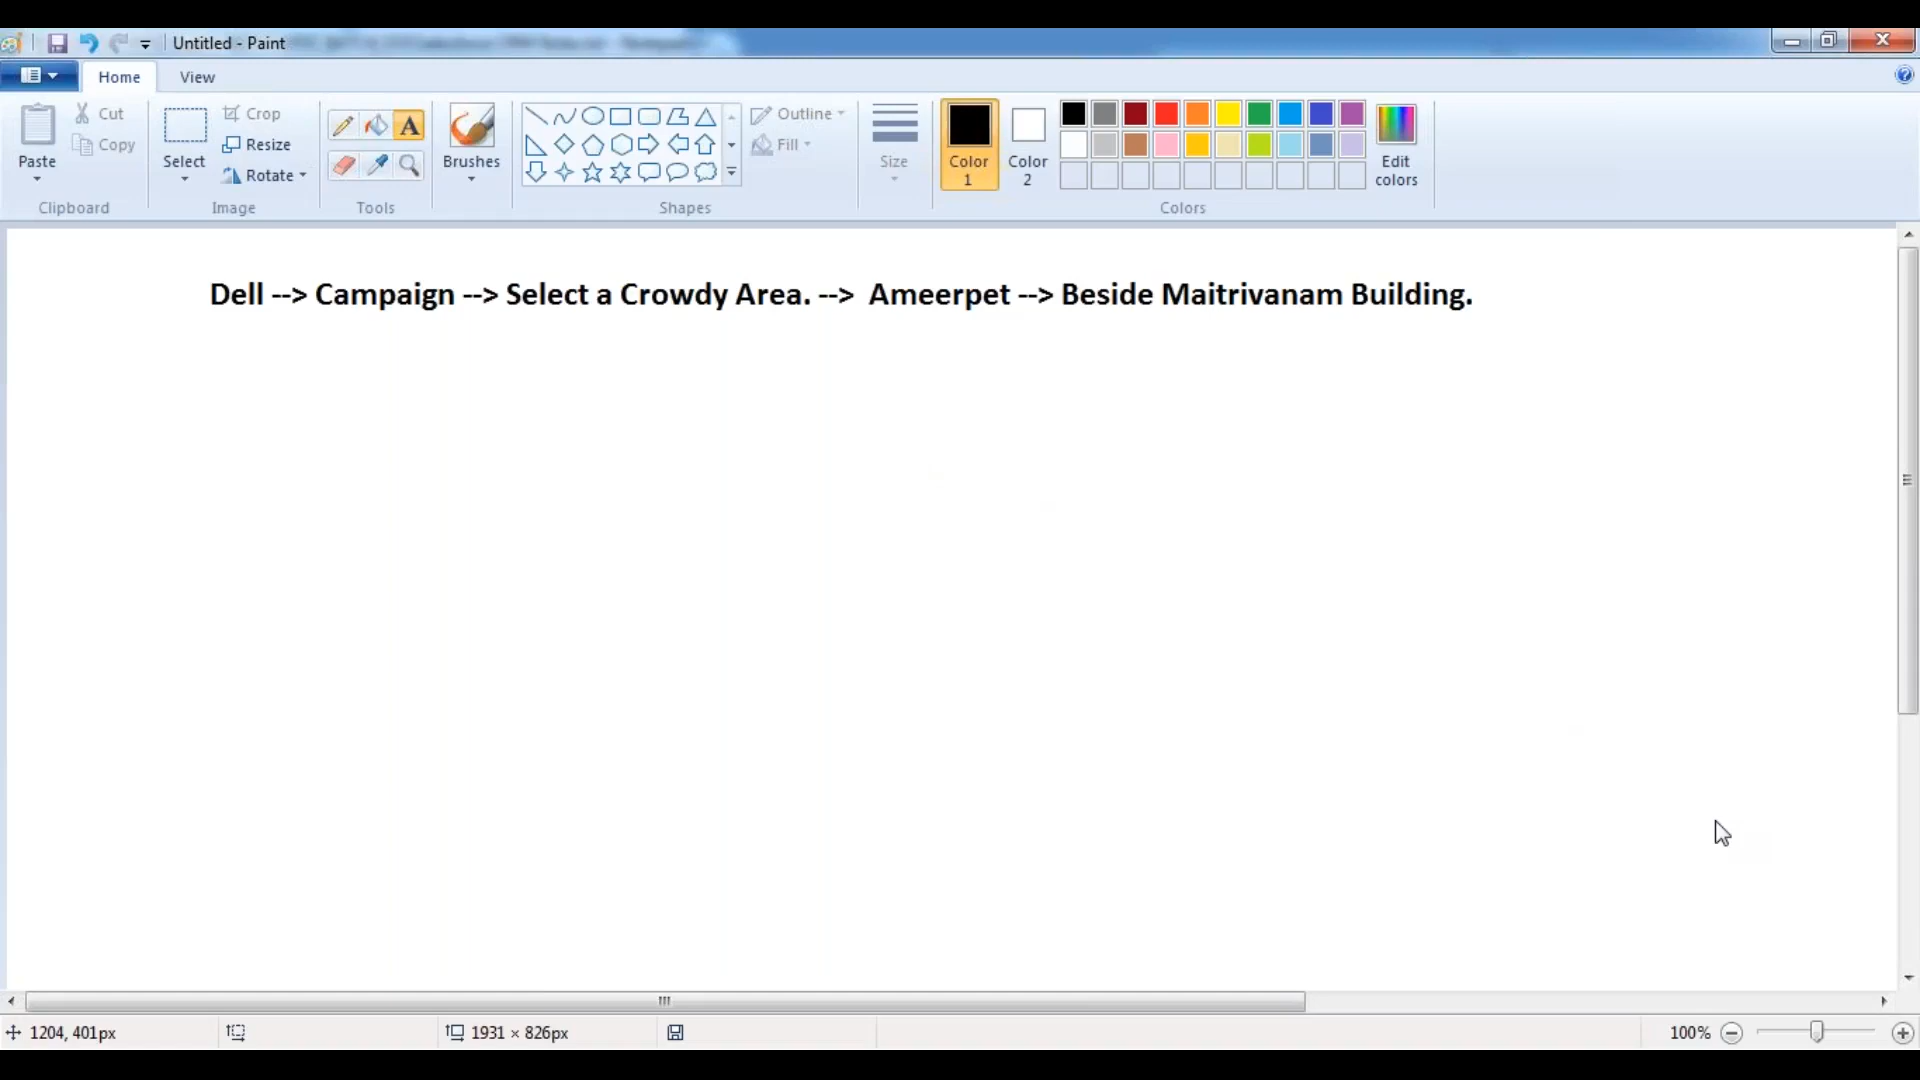 Untitled - Paint
Home View
Cut
Copy
Paste
Clipboard
Crop
Resize
Rotate
Select
Image
A
Tools
Brushes
Shapes
Outline
Fill
Size
Color 1
Color 2
Edit colors
Colors
Dell --> Campaign --> Select a Crowdy Area. --> Ameerpet --> Beside Maitrivanam Building.
1204, 401px
1931 × 826px
100%